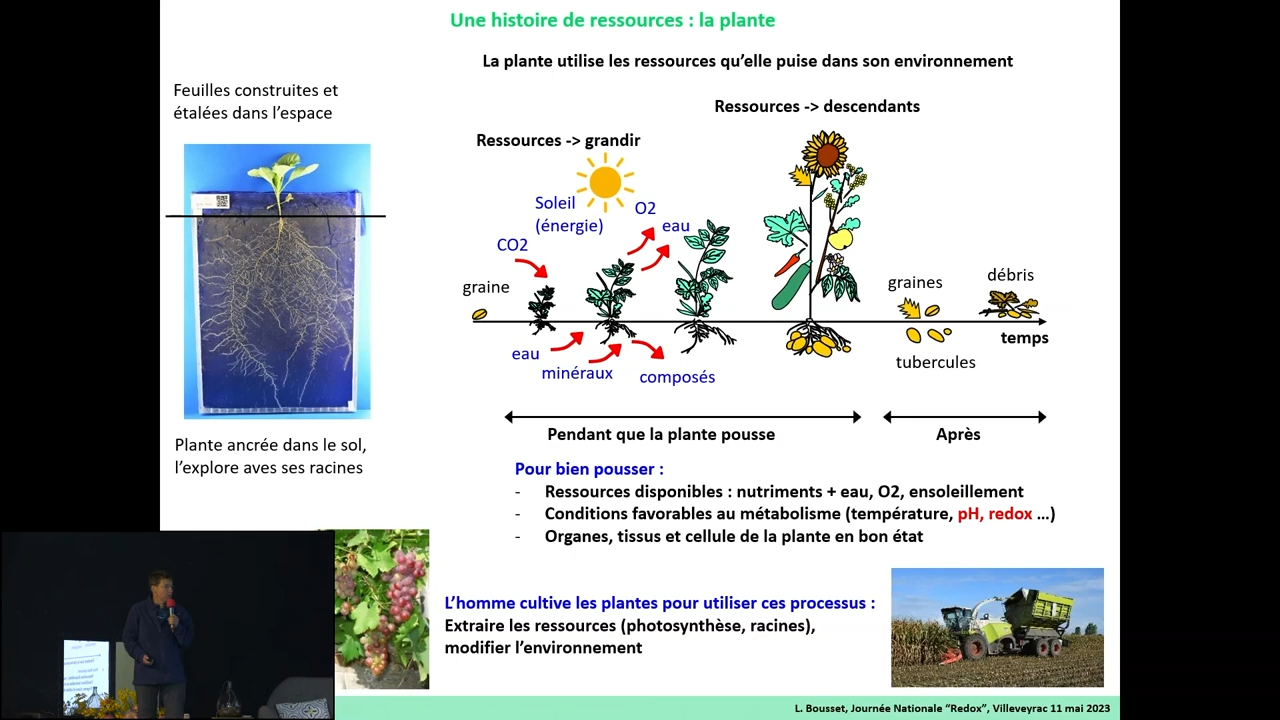 Une histoire de ressources : la plante
La plante utilise les ressources qu'elle puise dans son environnement
Feuilles construites et
étalées dans l'espace
Ressources -> descendants
Ressources -> grandir
Soleil
(énergie)
O2
eau
CO2
graine
graines
débris
temps
eau
minéraux
composés
tubercules
Pendant que la plante pousse
Après
Plante ancrée dans le sol,
l'explore aves ses racines
Pour bien pousser :
- Ressources disponibles : nutriments + eau, O2, ensoleillement
- Conditions favorables au métabolisme (température, pH, redox ...)
- Organes, tissus et cellule de la plante en bon état
L'homme cultive les plantes pour utiliser ces processus :
Extraire les ressources (photosynthèse, racines),
modifier l'environnement
L. Bousset, Journée Nationale "Redox", Villeveyrac 11 mai 2023